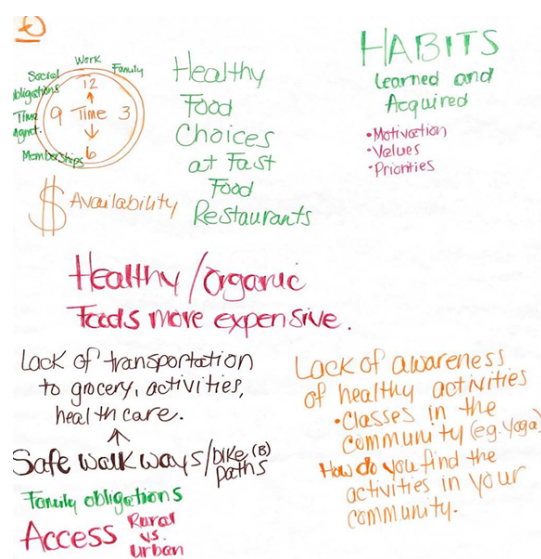 Work
Family
Social
obligations
12
9 Time 3
6
Time
Mgmt.
Memberships
$ Availability
Healthy
Food
Choices
at Fast
Food
Restaurants
HABITS
Learned and
Acquired
• Motivation
• Values
• Priorities
Healthy/organic
Foods more expensive.
Lack of transportation
to grocery, activities,
health care.
Safe walkways/bike (B)
paths
Family obligations
Access Rural
vs.
Urban
Lack of awareness
of healthy activities
• Classes in the
community (eg. Yoga)
How do you find the
activities in your
community.